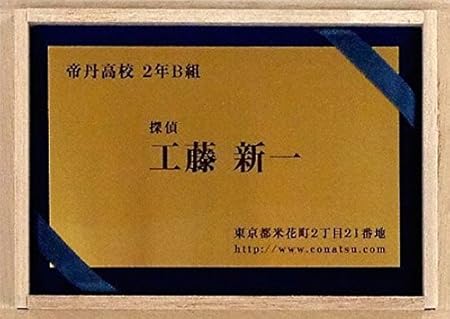 帝丹高校 2年B組
探偵
工藤 新一
東京都米花町2丁目21番地
http://www.conatsu.com